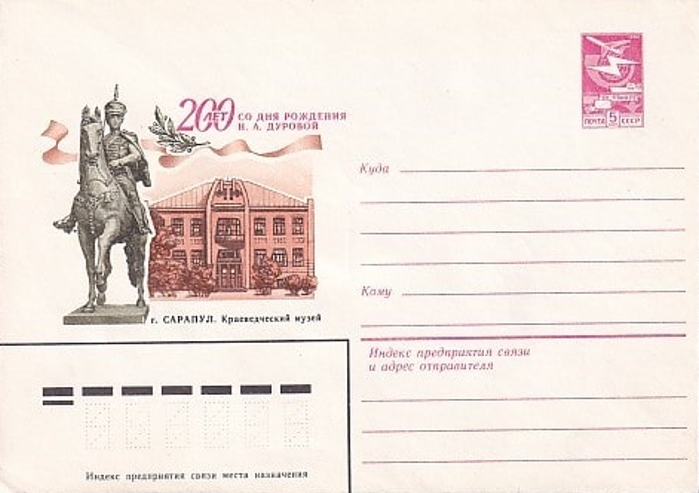 200 ЛЕТ СО ДНЯ РОЖДЕНИЯ
Н. А. ДУРОВОЙ
г. САРАПУЛ. Краеведческий музей
ПОЧТА 5 СССР
Куда
Кому
Индекс предприятия связи
и адрес отправителя
Индекс предприятия связи места назначения